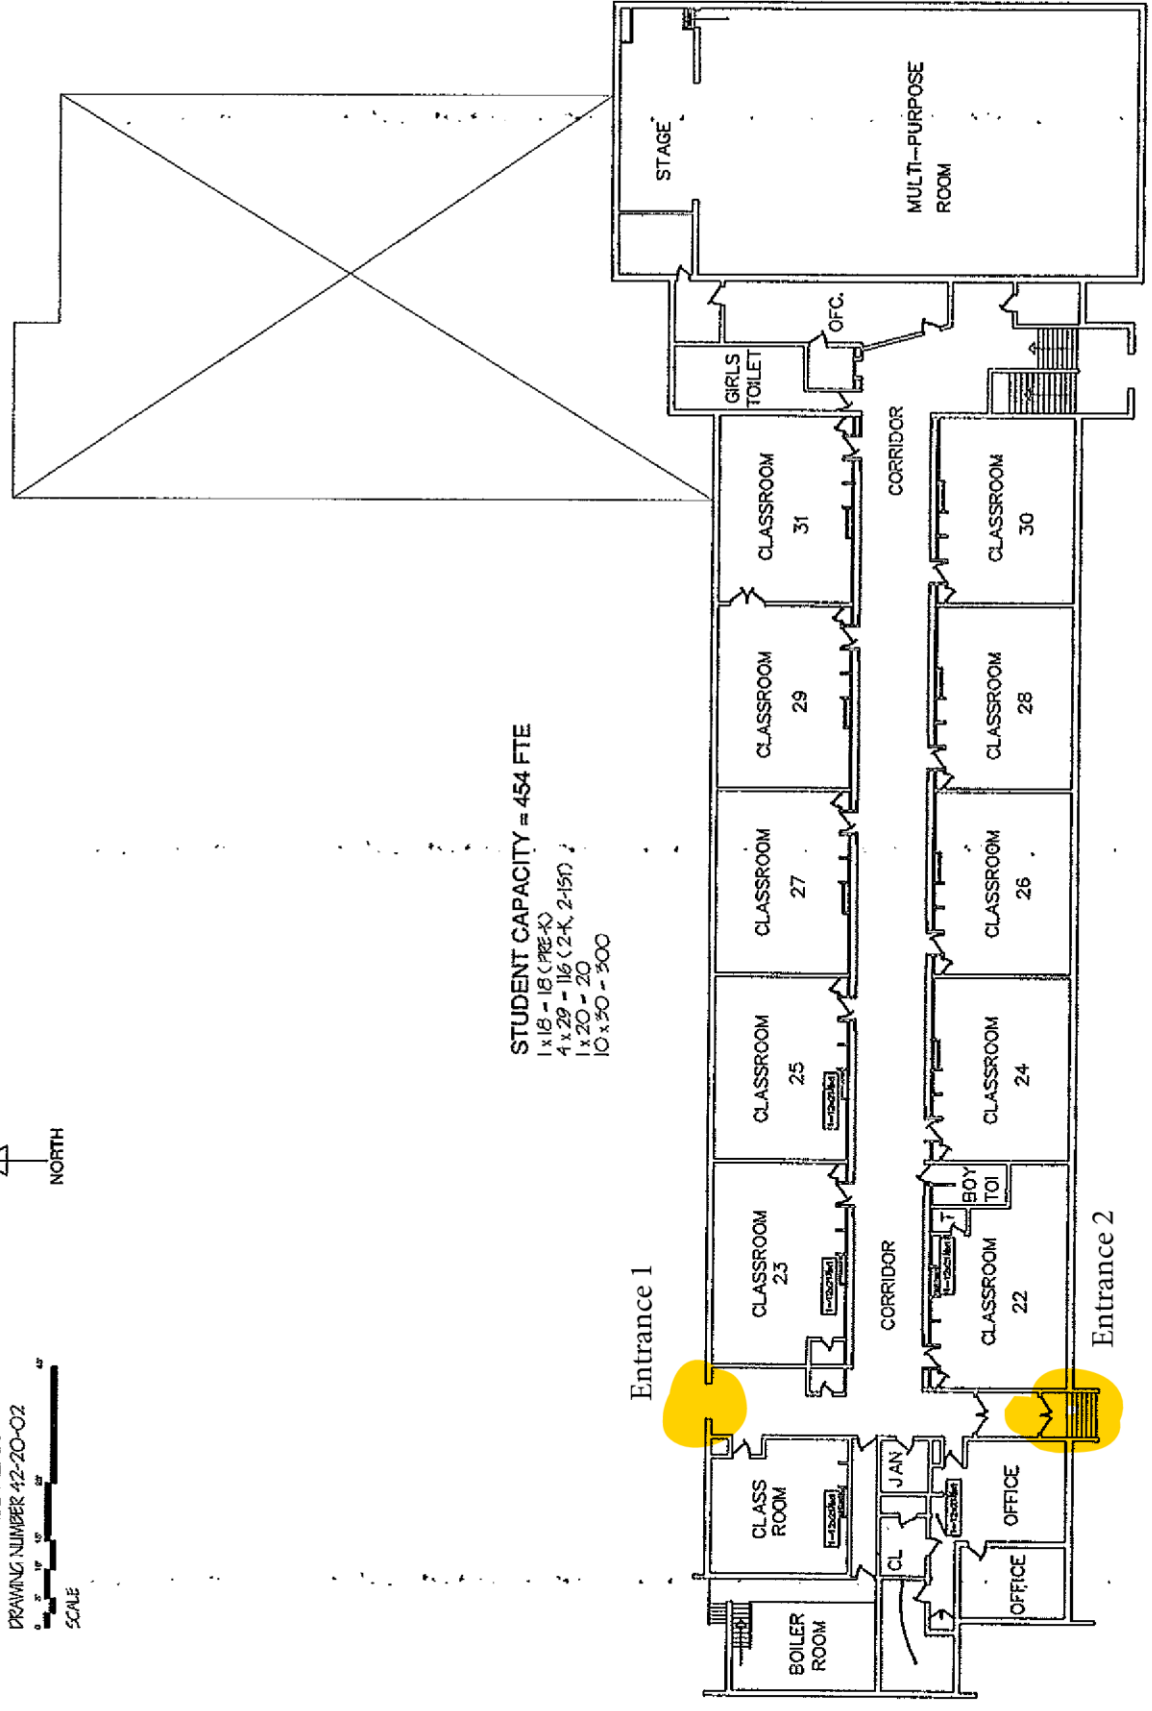 DRAWING NUMBER 42-20-02
SCALE
NORTH
STUDENT CAPACITY = 454 FTE
1 x 18 - 18 (PRE-K)
4 x 29 - 116 (2-K, 2-1ST)
1 x 20 - 20
10 x 30 - 300
Entrance 1
BOILER
ROOM
CLASS
ROOM
CLASSROOM
23
CLASSROOM
25
CLASSROOM
27
CLASSROOM
29
CLASSROOM
31
GIRLS
TOILET
OFC.
STAGE
MULTI-PURPOSE
ROOM
CL
JAN
CORRIDOR
CORRIDOR
OFFICE
OFFICE
CLASSROOM
22
T
BOY
TOI
CLASSROOM
24
CLASSROOM
26
CLASSROOM
28
CLASSROOM
30
Entrance 2